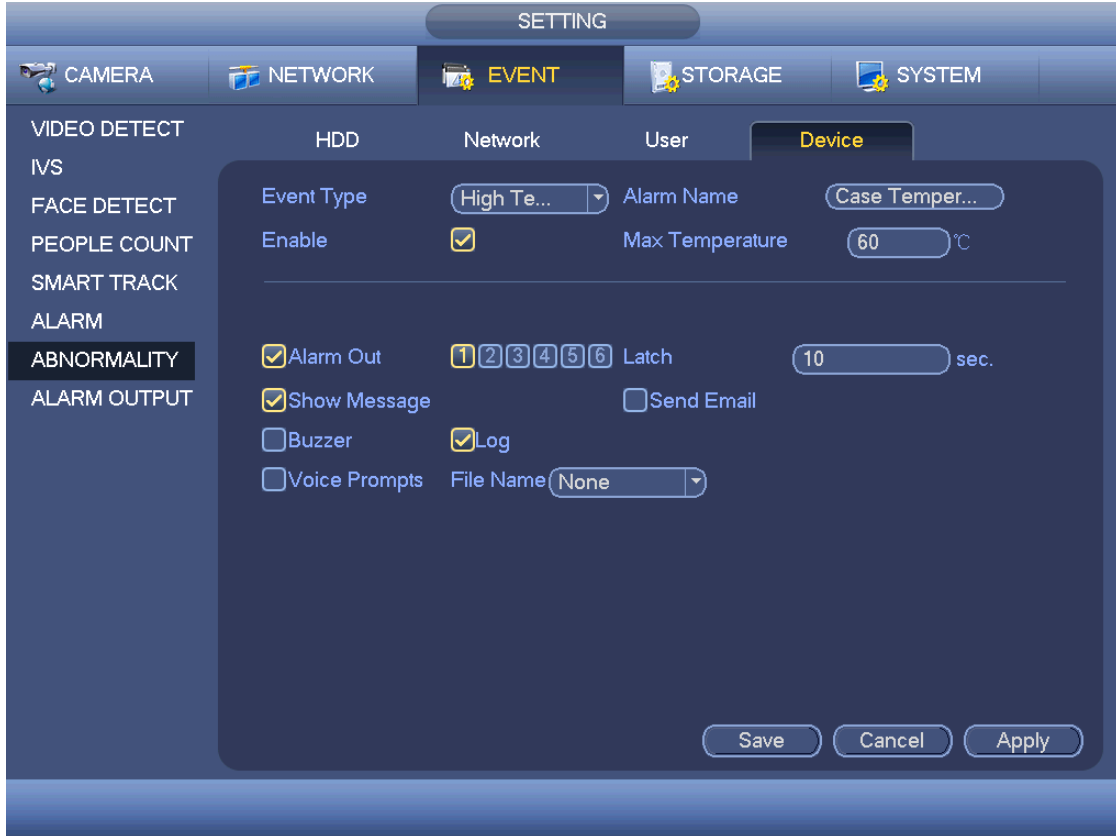 SETTING
CAMERA NETWORK EVENT STORAGE SYSTEM
VIDEO DETECT
IVS
FACE DETECT
PEOPLE COUNT
SMART TRACK
ALARM
ABNORMALITY
ALARM OUTPUT
HDD Network User Device
Event Type High Te... Alarm Name Case Temper...
Enable Max Temperature 60 ℃
Alarm Out 1 2 3 4 5 6 Latch 10 sec.
Show Message Send Email
Buzzer Log
Voice Prompts File Name None
Save Cancel Apply